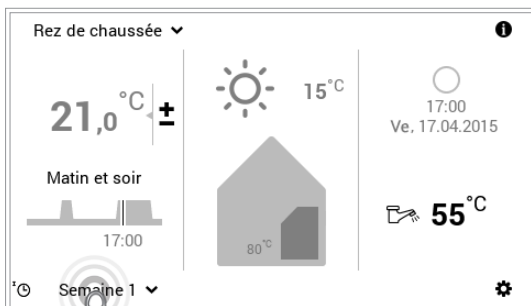 Rez de chaussée
21,0 °C
±
Matin et soir
17:00
Semaine 1
15 °C
80 °C
17:00
Ve, 17.04.2015
55 °C